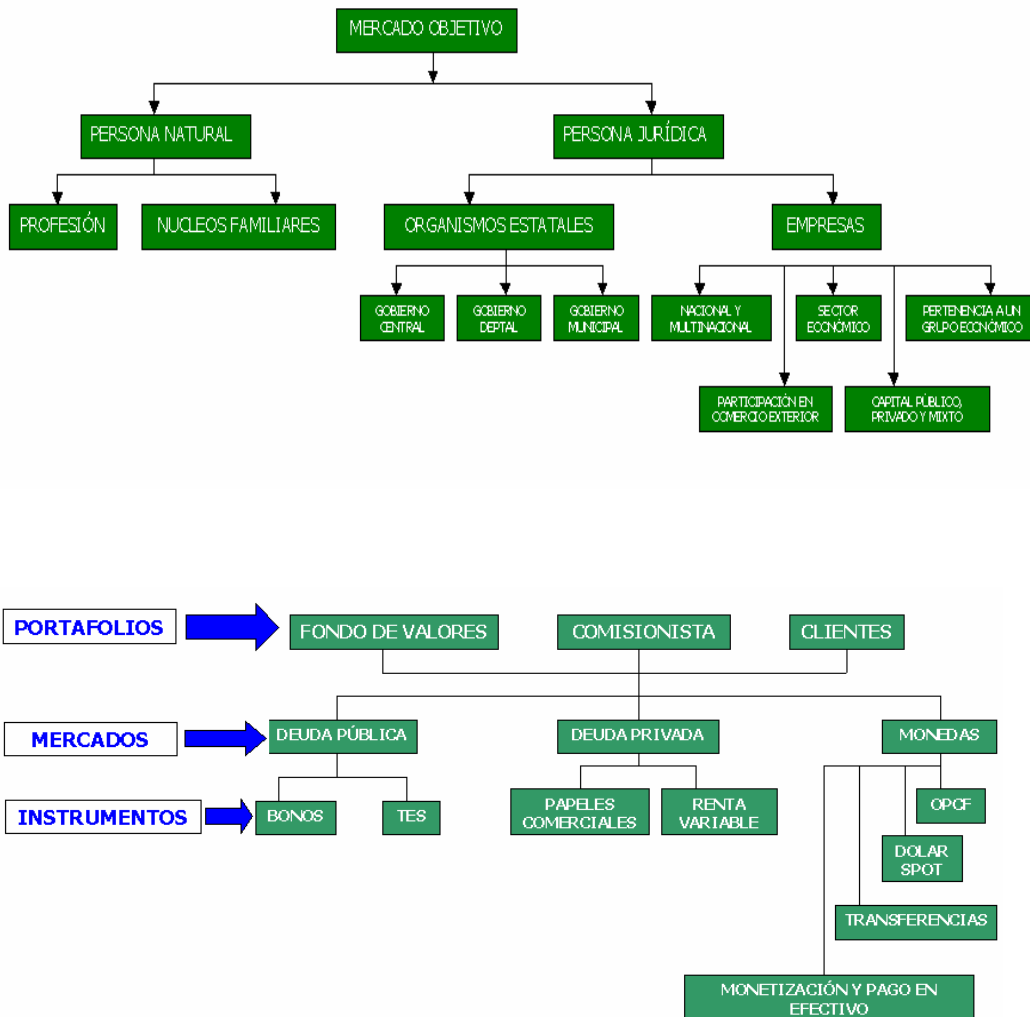 MERCADO OBJETIVO
PERSONA NATURAL
PERSONA JURÍDICA
PROFESIÓN
NUCLEOS FAMILIARES
ORGANISMOS ESTATALES
EMPRESAS
GOBIERNO
CENTRAL
GOBIERNO
DEPTAL
GOBIERNO
MUNICIPAL
NACIONAL Y
MULTINACIONAL
SECTOR
ECONÓMICO
PERTENENCIA A UN
GRUPO ECONÓMICO
PARTICIPACIÓN EN
COMERCIO EXTERIOR
CAPITAL PÚBLICO,
PRIVADO Y MIXTO
PORTAFOLIOS
FONDO DE VALORES
COMISIONISTA
CLIENTES
MERCADOS
DEUDA PÚBLICA
DEUDA PRIVADA
MONEDAS
INSTRUMENTOS
BONOS
TES
PAPELES
COMERCIALES
RENTA
VARIABLE
OPCF
DOLAR
SPOT
TRANSFERENCIAS
MONETIZACIÓN Y PAGO EN
EFECTIVO